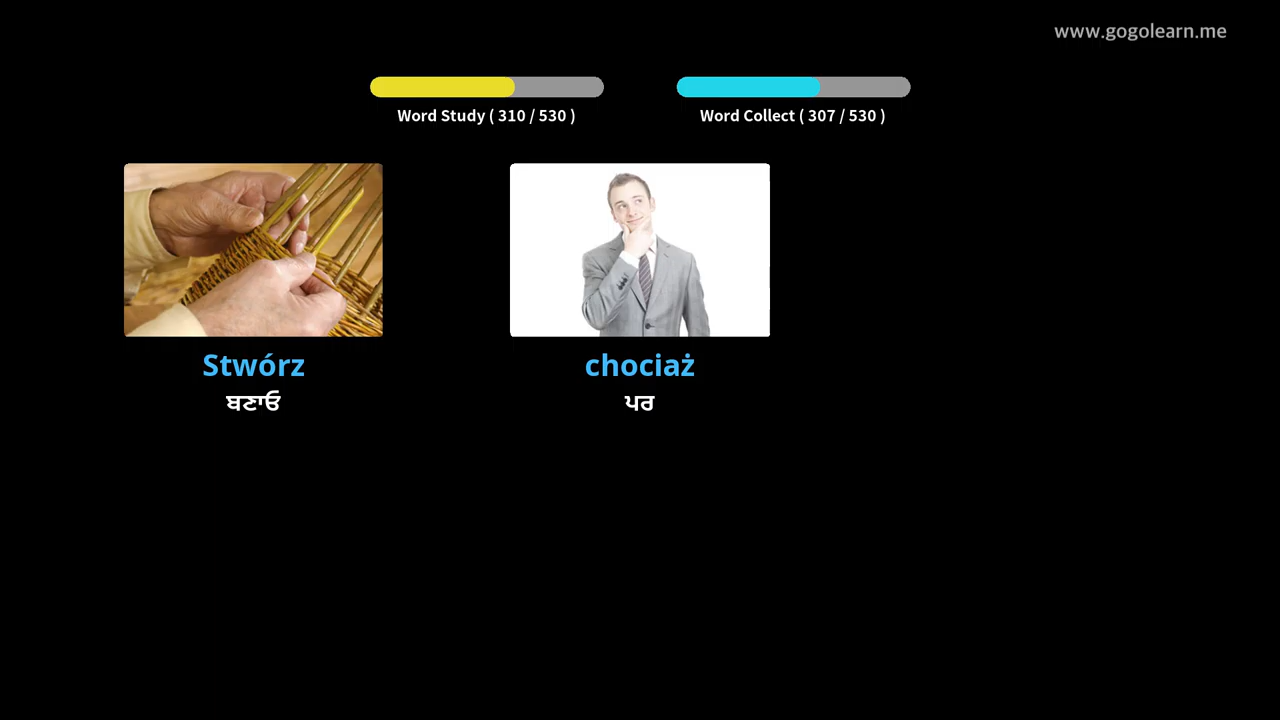 www.gogolearn.me
Word Study ( 310 / 530 )
Word Collect ( 307 / 530 )
Stwórz
ਬਣਾਓ
chociaż
ਪਰ